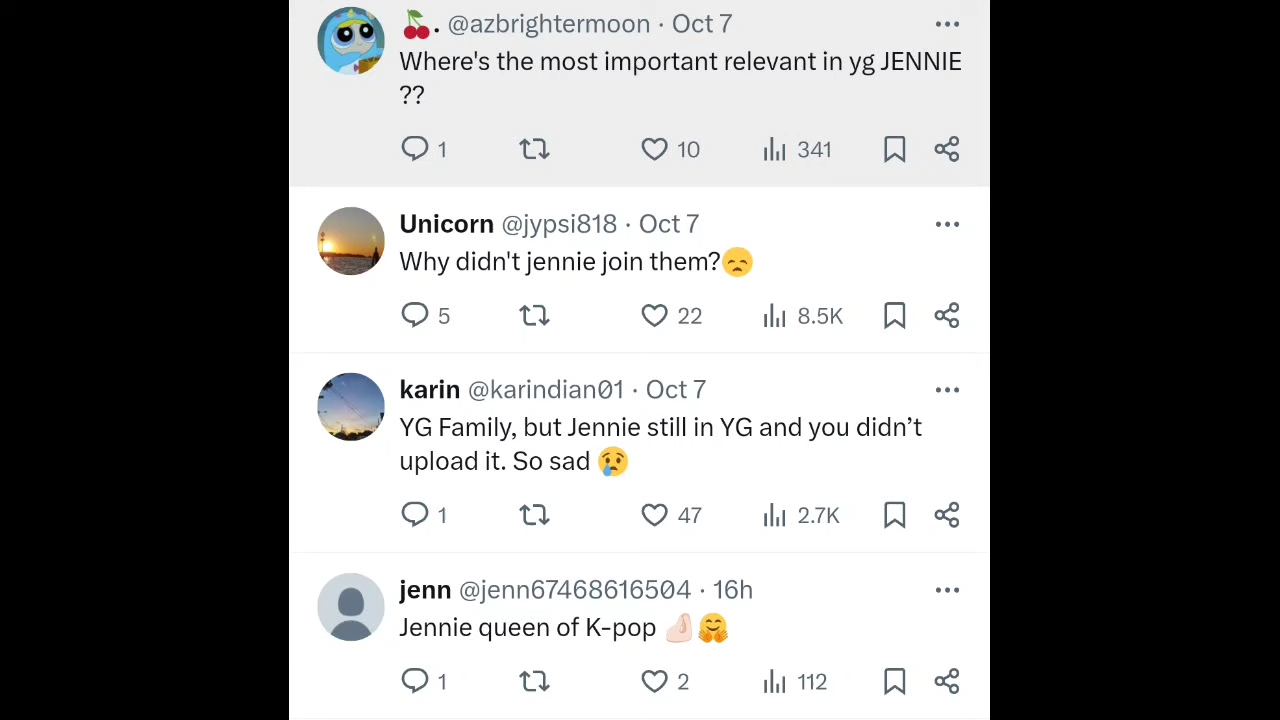 🍒. @azbrightermoon · Oct 7
Where's the most important relevant in yg JENNIE
??
1 10 341
Unicorn @jypsi818 · Oct 7
Why didn't jennie join them?😞
5 22 8.5K
karin @karindian01 · Oct 7
YG Family, but Jennie still in YG and you didn’t
upload it. So sad 😢
1 47 2.7K
jenn @jenn67468616504 · 16h
Jennie queen of K-pop 🫰🏻🤗
1 2 112